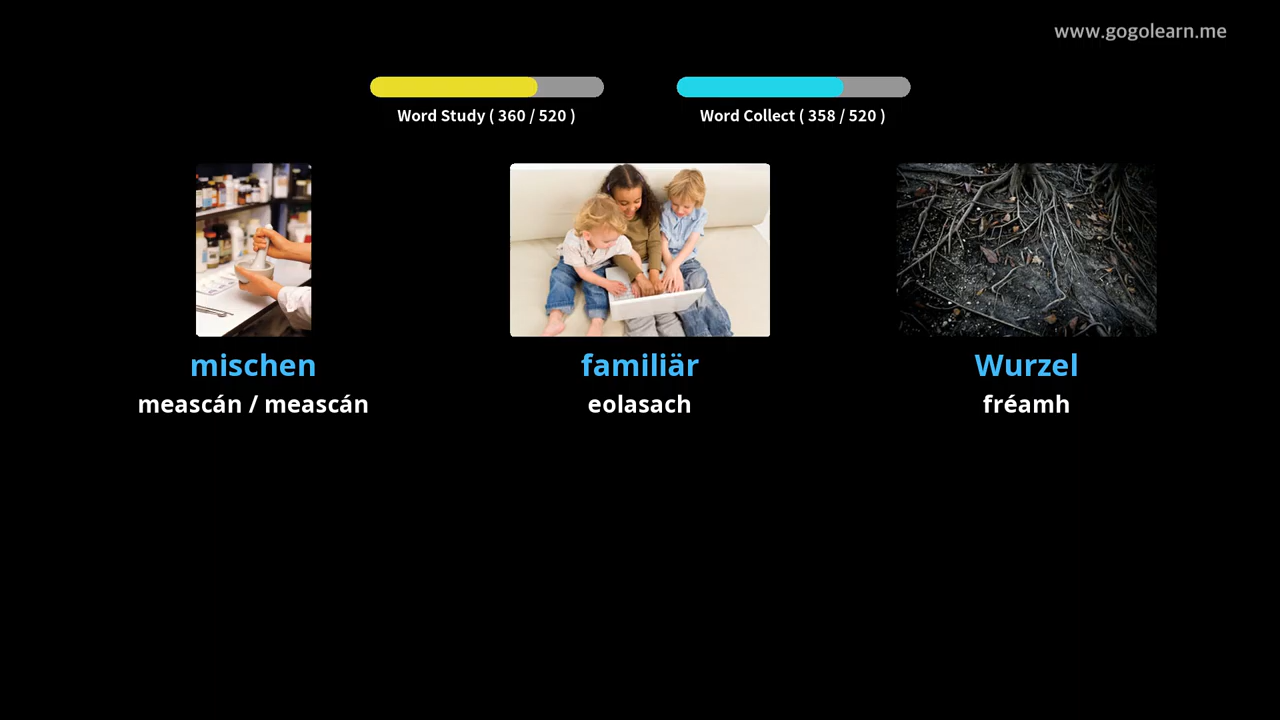 www.gogolearn.me
Word Study ( 360 / 520 )
Word Collect ( 358 / 520 )
mischen
meascán / meascán
familiär
eolasach
Wurzel
fréamh